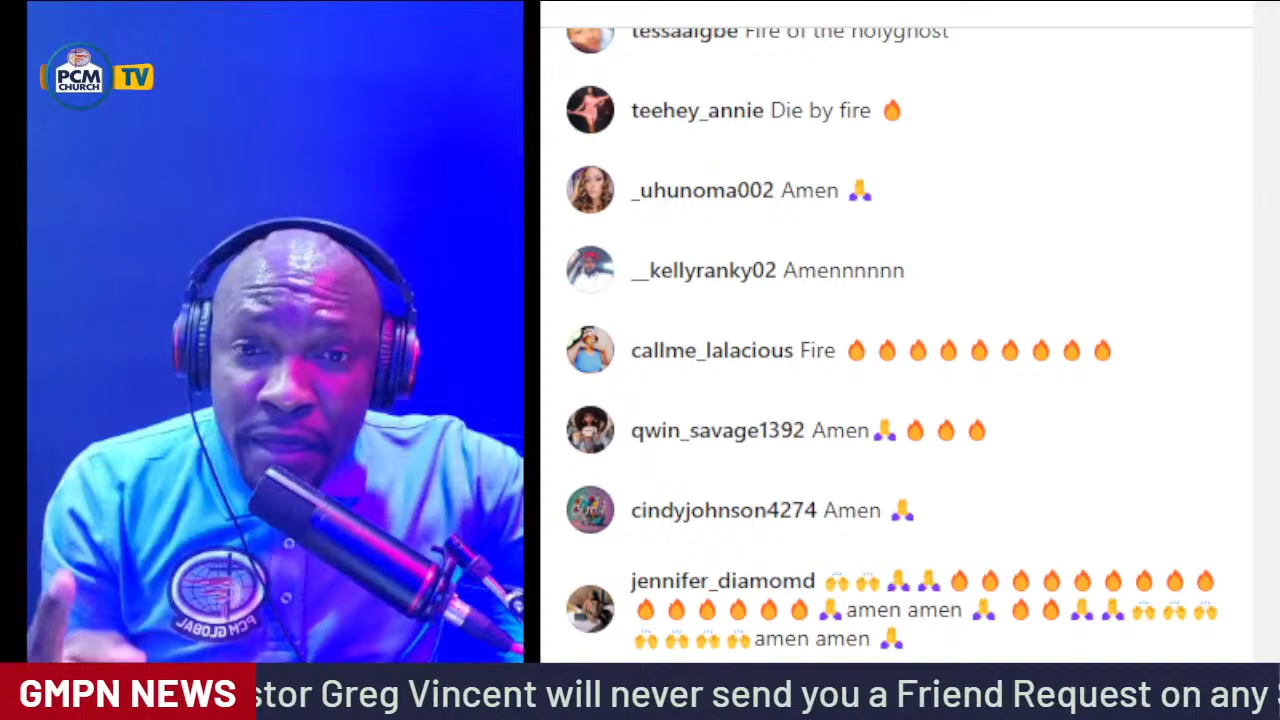 PCM
CHURCH
TV
PCM GLOBAL
tessaaigbe Fire of the holyghost
teehey_annie Die by fire 🔥
_uhunoma002 Amen 🙏
__kellyranky02 Amennnnnn
callme_lalacious Fire 🔥🔥🔥🔥🔥🔥🔥🔥🔥
qwin_savage1392 Amen🙏🔥🔥🔥
cindyjohnson4274 Amen 🙏
jennifer_diamomd 🙌🙌🙏🙏🔥🔥🔥🔥🔥🔥🔥🔥🔥
🔥🔥🔥🔥🔥🔥🙏amen amen 🙏🔥🔥🙏🙏🙌🙌🙌
🙌🙌🙌🙌amen amen 🙏
GMPN NEWS
stor Greg Vincent will never send you a Friend Request on any